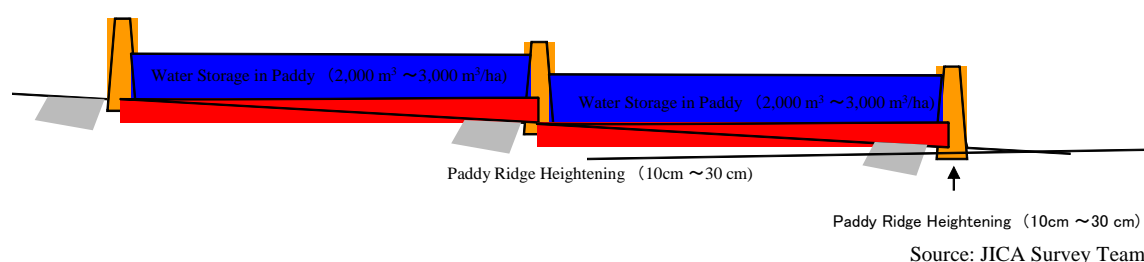 Water Storage in Paddy （2,000 m³ ～3,000 m³/ha)
Water Storage in Paddy （2,000 m³ ～3,000 m³/ha)
Paddy Ridge Heightening （10cm ～30 cm)
Paddy Ridge Heightening （10cm ～30 cm)
Source: JICA Survey Team